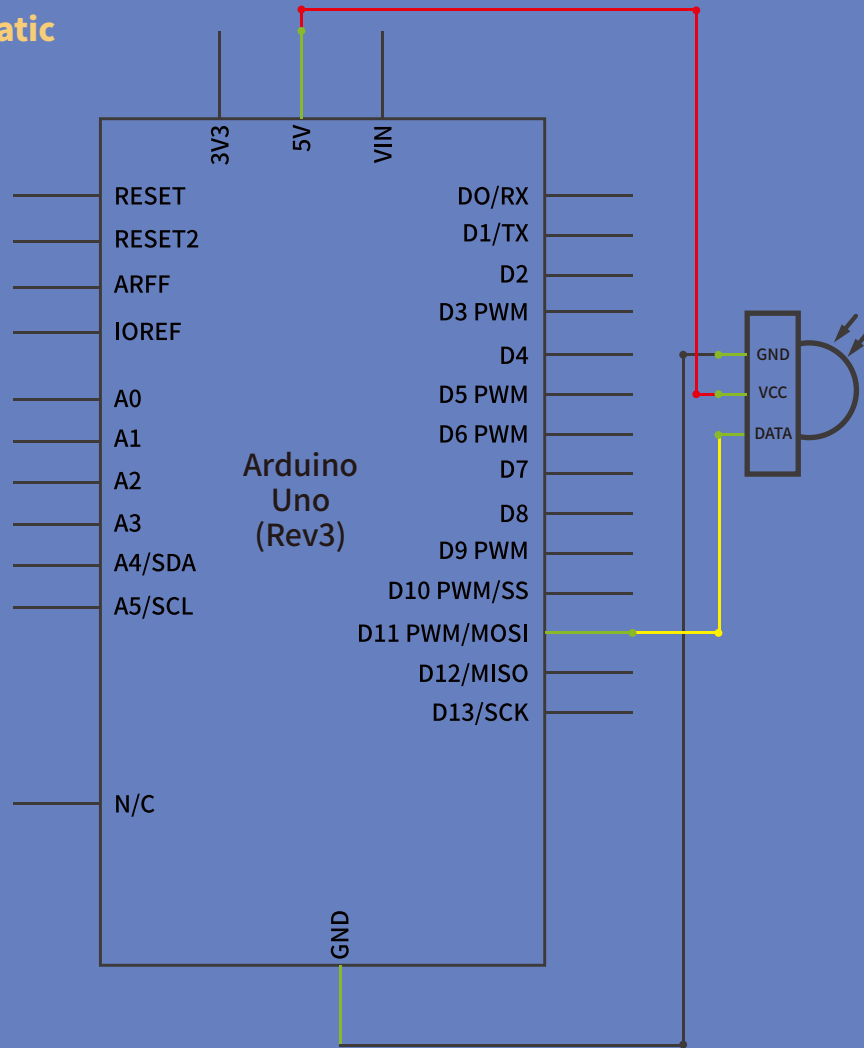 atic
3V3
5V
VIN
RESET
RESET2
ARFF
IOREF
A0
A1
A2
A3
A4/SDA
A5/SCL
N/C
Arduino
Uno
(Rev3)
DO/RX
D1/TX
D2
D3 PWM
D4
D5 PWM
D6 PWM
D7
D8
D9 PWM
D10 PWM/SS
D11 PWM/MOSI
D12/MISO
D13/SCK
GND
GND
VCC
DATA